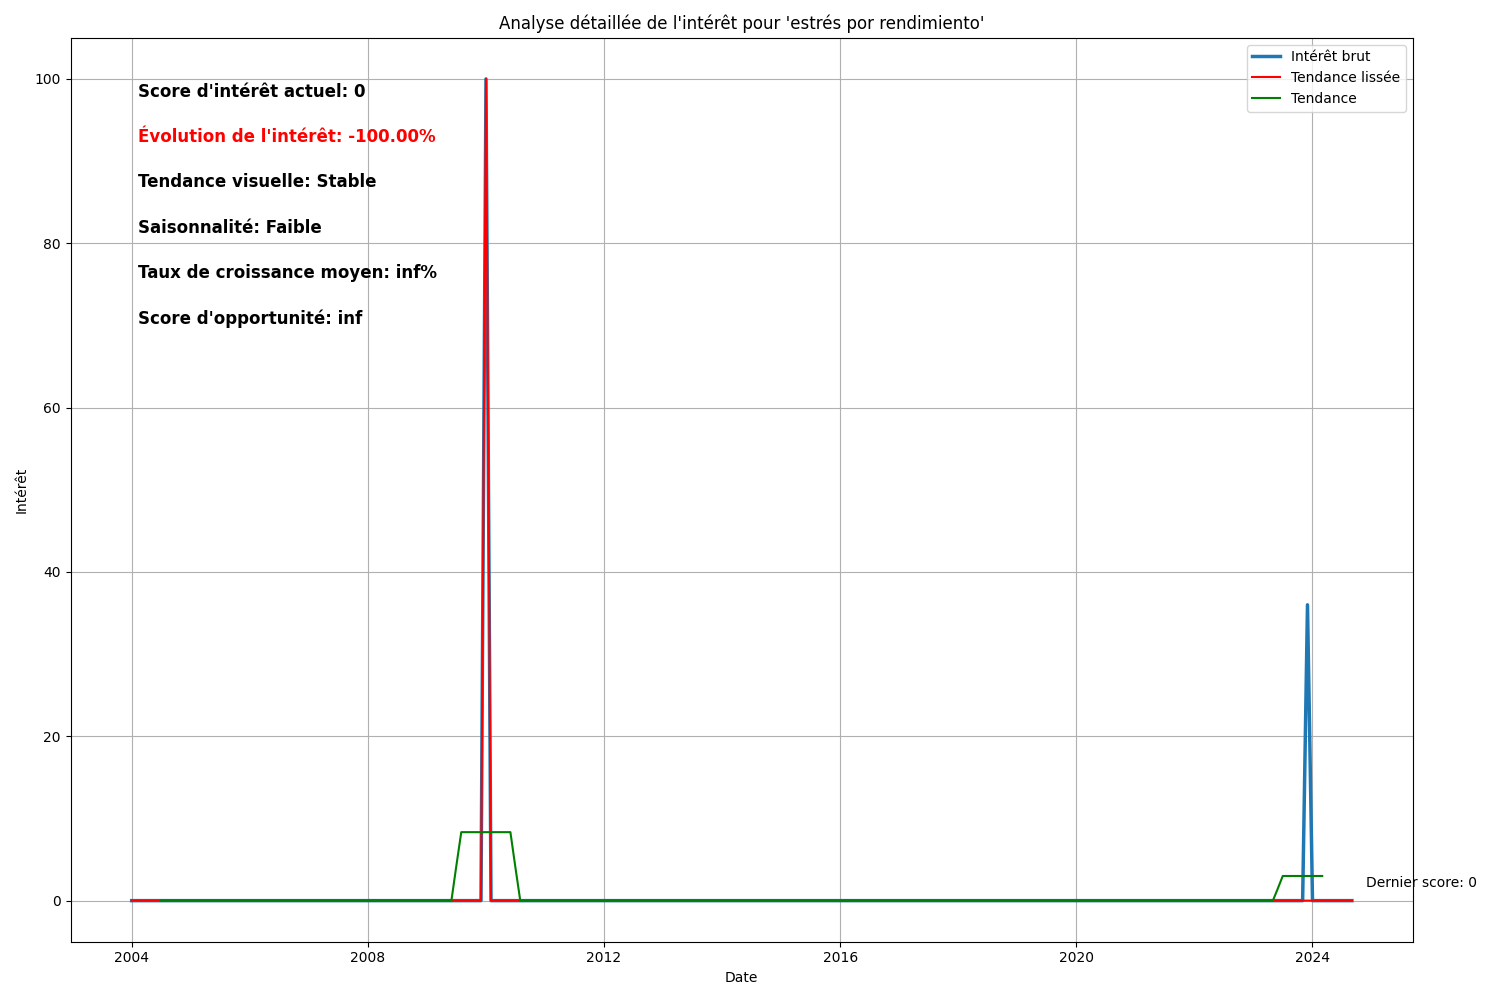 Analyse détaillée de l'intérêt pour 'estrés por rendimiento'
Intérêt brut
Tendance lissée
Tendance
Score d'intérêt actuel: 0
Évolution de l'intérêt: -100.00%
Tendance visuelle: Stable
Saisonnalité: Faible
Taux de croissance moyen: inf%
Score d'opportunité: inf
100
80
60
40
20
0
Intérêt
Dernier score: 0
2004
2008
2012
2016
2020
2024
Date